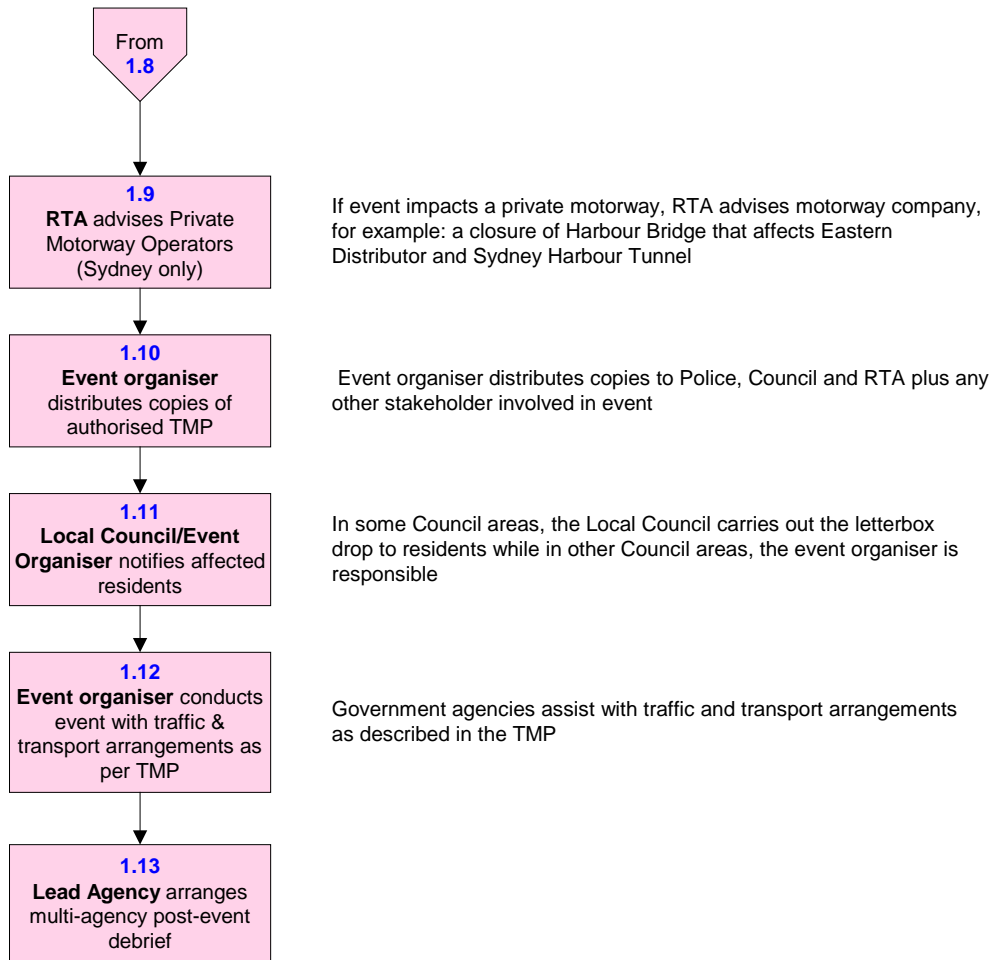 From
1.8
1.9
RTA advises Private
Motorway Operators
(Sydney only)
If event impacts a private motorway, RTA advises motorway company,
for example: a closure of Harbour Bridge that affects Eastern
Distributor and Sydney Harbour Tunnel
1.10
Event organiser
distributes copies of
authorised TMP
Event organiser distributes copies to Police, Council and RTA plus any
other stakeholder involved in event
1.11
Local Council/Event
Organiser notifies affected
residents
In some Council areas, the Local Council carries out the letterbox
drop to residents while in other Council areas, the event organiser is
responsible
1.12
Event organiser conducts
event with traffic &
transport arrangements as
per TMP
Government agencies assist with traffic and transport arrangements
as described in the TMP
1.13
Lead Agency arranges
multi-agency post-event
debrief